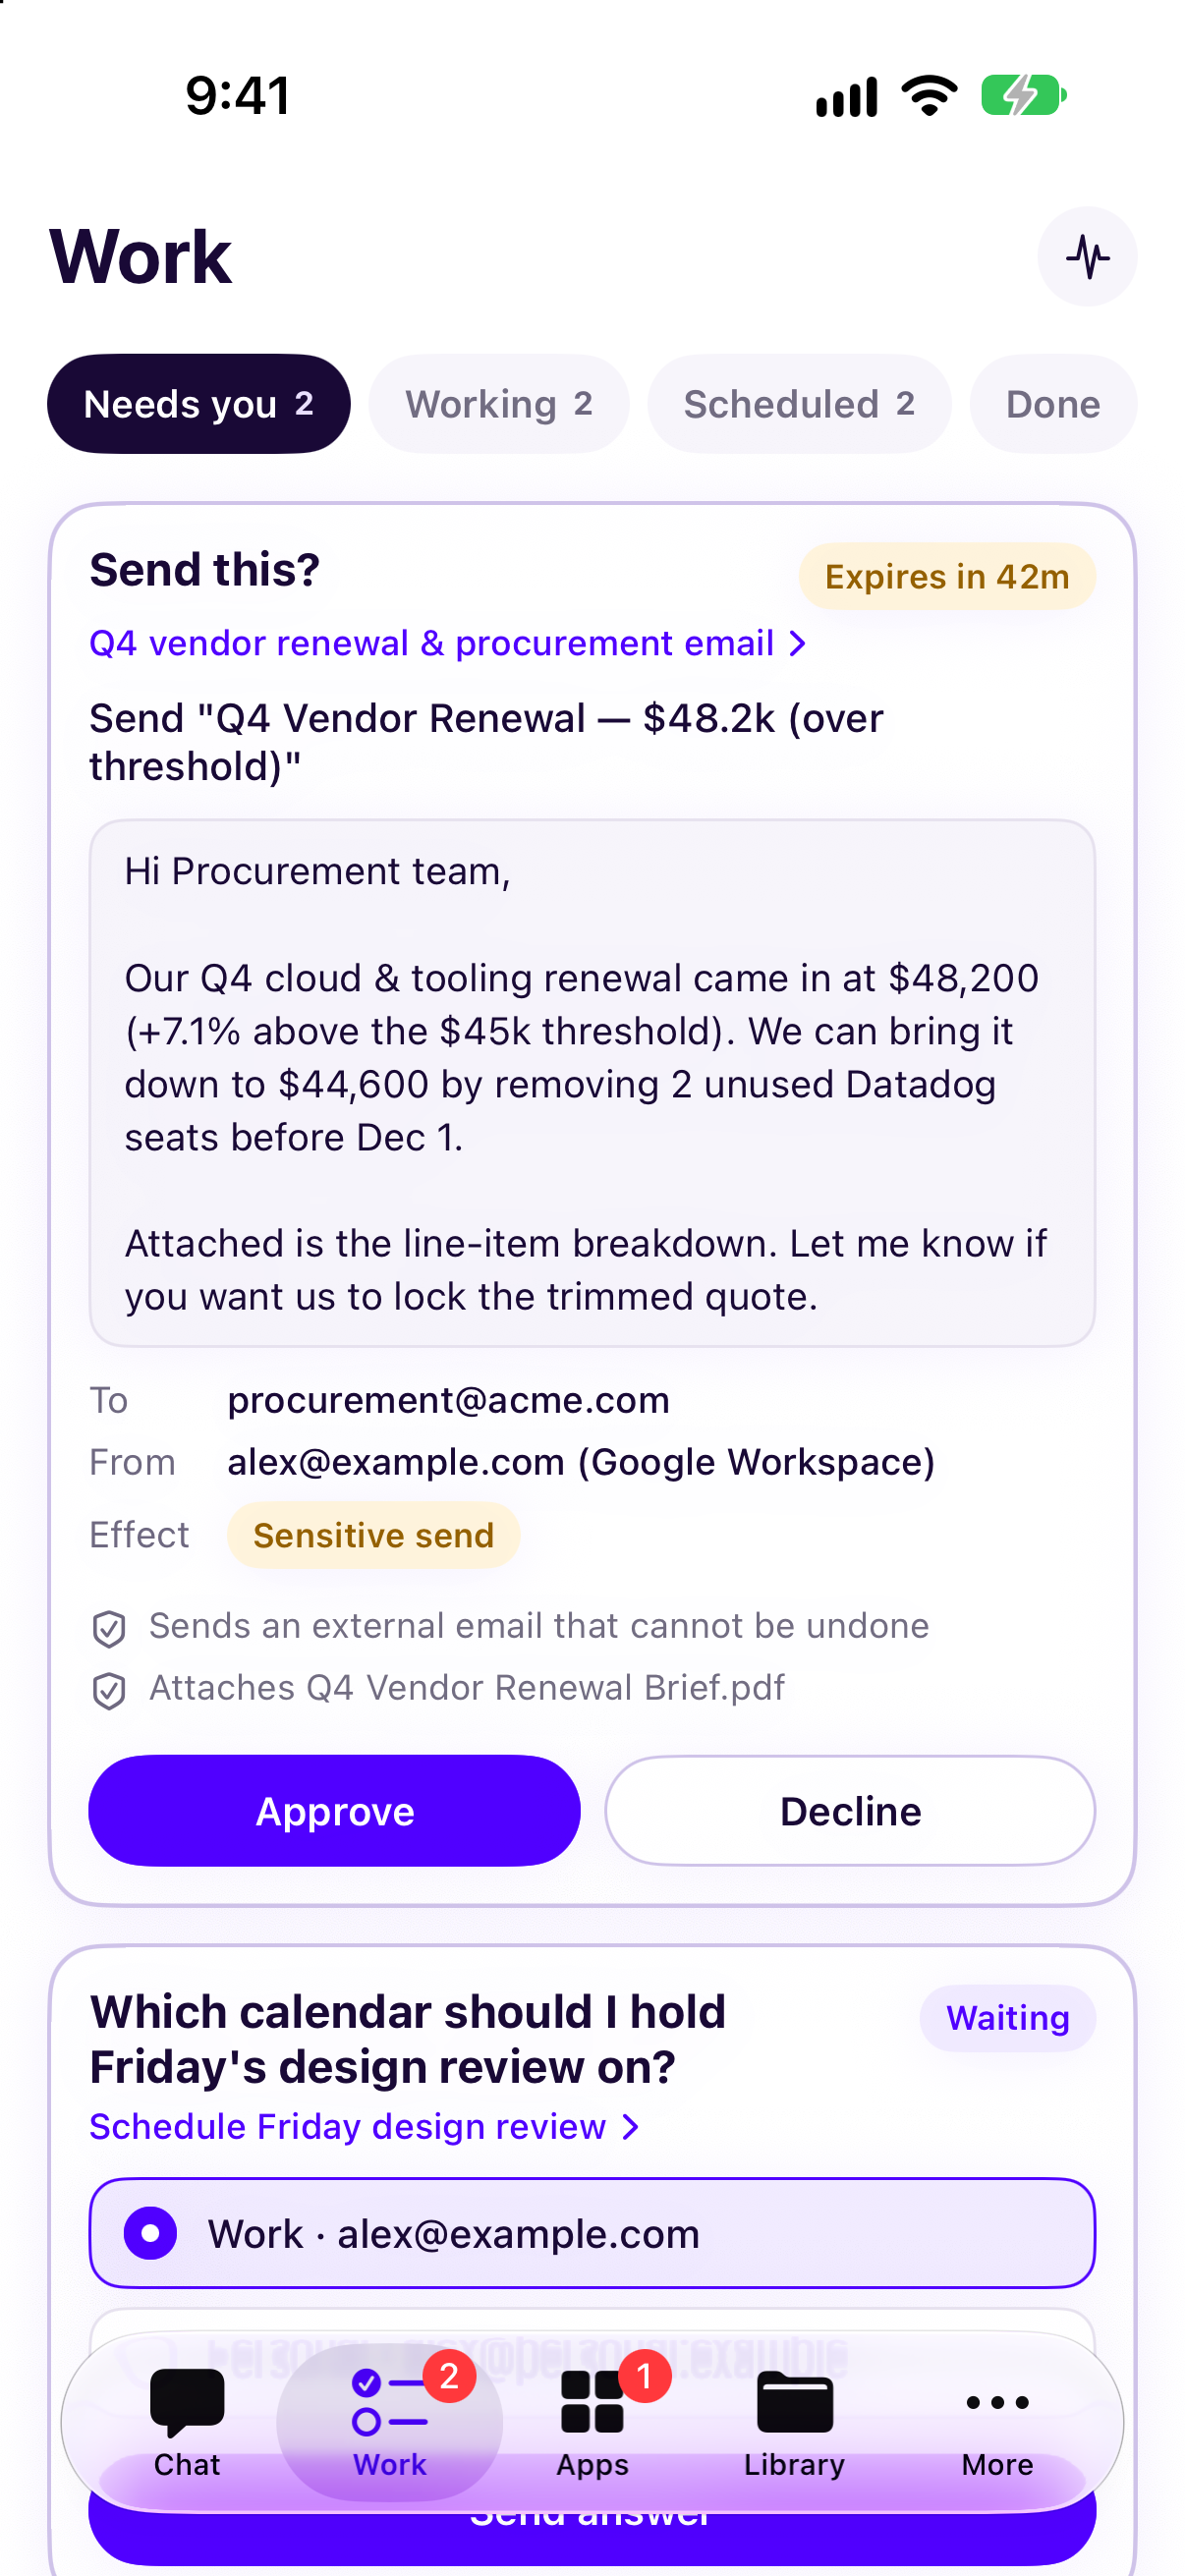 9:41
Work
Needs you 2
Working 2
Scheduled 2
Done
Send this?
Expires in 42m
Q4 vendor renewal & procurement email
Send "Q4 Vendor Renewal — $48.2k (over
threshold)"
Hi Procurement team,
Our Q4 cloud & tooling renewal came in at $48,200
(+7.1% above the $45k threshold). We can bring it
down to $44,600 by removing 2 unused Datadog
seats before Dec 1.
Attached is the line-item breakdown. Let me know if
you want us to lock the trimmed quote.
To procurement@acme.com
From alex@example.com (Google Workspace)
Effect Sensitive send
Sends an external email that cannot be undone
Attaches Q4 Vendor Renewal Brief.pdf
Approve
Decline
Which calendar should I hold
Friday's design review on?
Waiting
Schedule Friday design review
Work · alex@example.com
2
1
Chat
Work
Apps
Library
More
Send answer